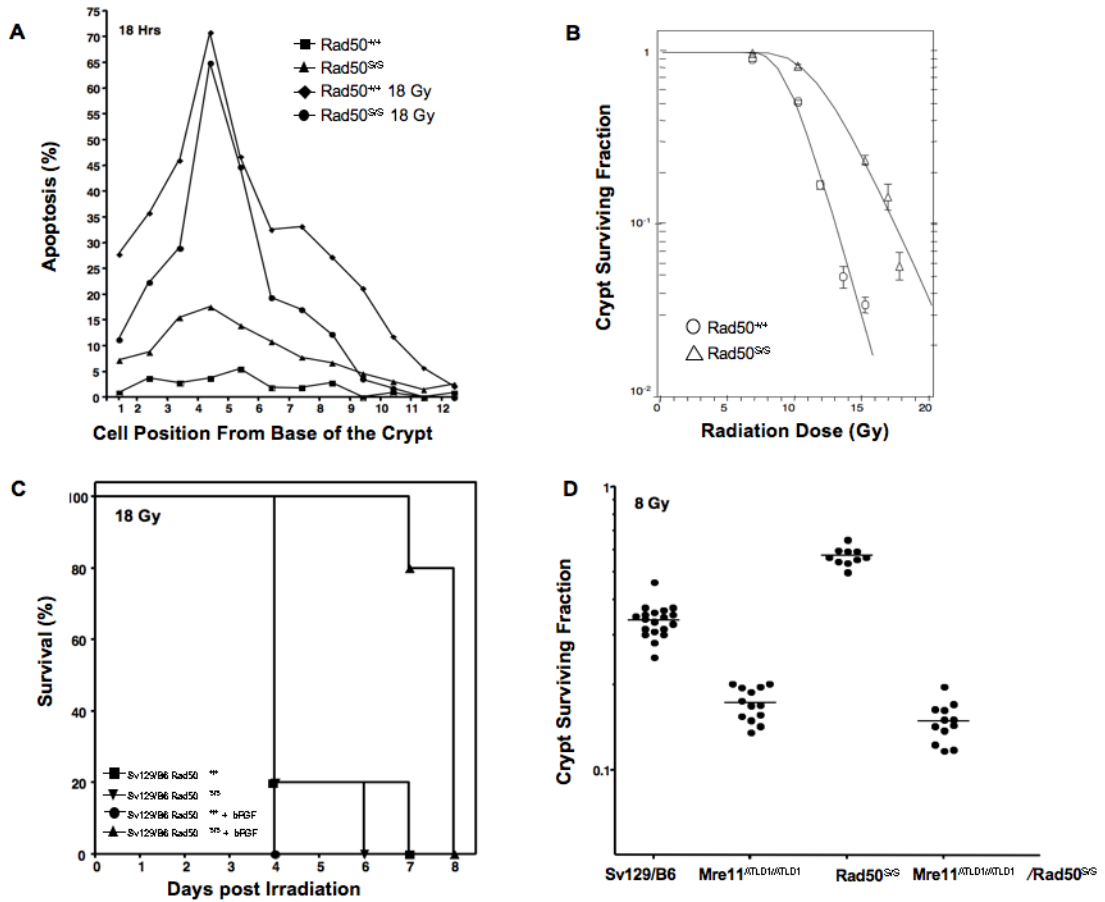 A
18 Hrs
Rad50+/+
Rad50S/S
Rad50+/+ 18 Gy
Rad50S/S 18 Gy
Apoptosis (%)
75
70
65
60
55
50
45
40
35
30
25
20
15
10
5
0
1 2 3 4 5 6 7 8 9 10 11 12
Cell Position From Base of the Crypt
B
Crypt Surviving Fraction
1
10-1
10-2
Rad50+/+
Rad50S/S
0 5 10 15 20
Radiation Dose (Gy)
C
18 Gy
Survival (%)
100
80
60
40
20
0
Sv129/B6 Rad50 +/+
Sv129/B6 Rad50 S/S
Sv129/B6 Rad50 +/+ + bFGF
Sv129/B6 Rad50 S/S + bFGF
0 1 2 3 4 5 6 7 8
Days post Irradiation
D
8 Gy
Crypt Surviving Fraction
1
0.1
Sv129/B6 Mre11ATLD1/ATLD1 Rad50S/S Mre11ATLD1/ATLD1 /Rad50S/S